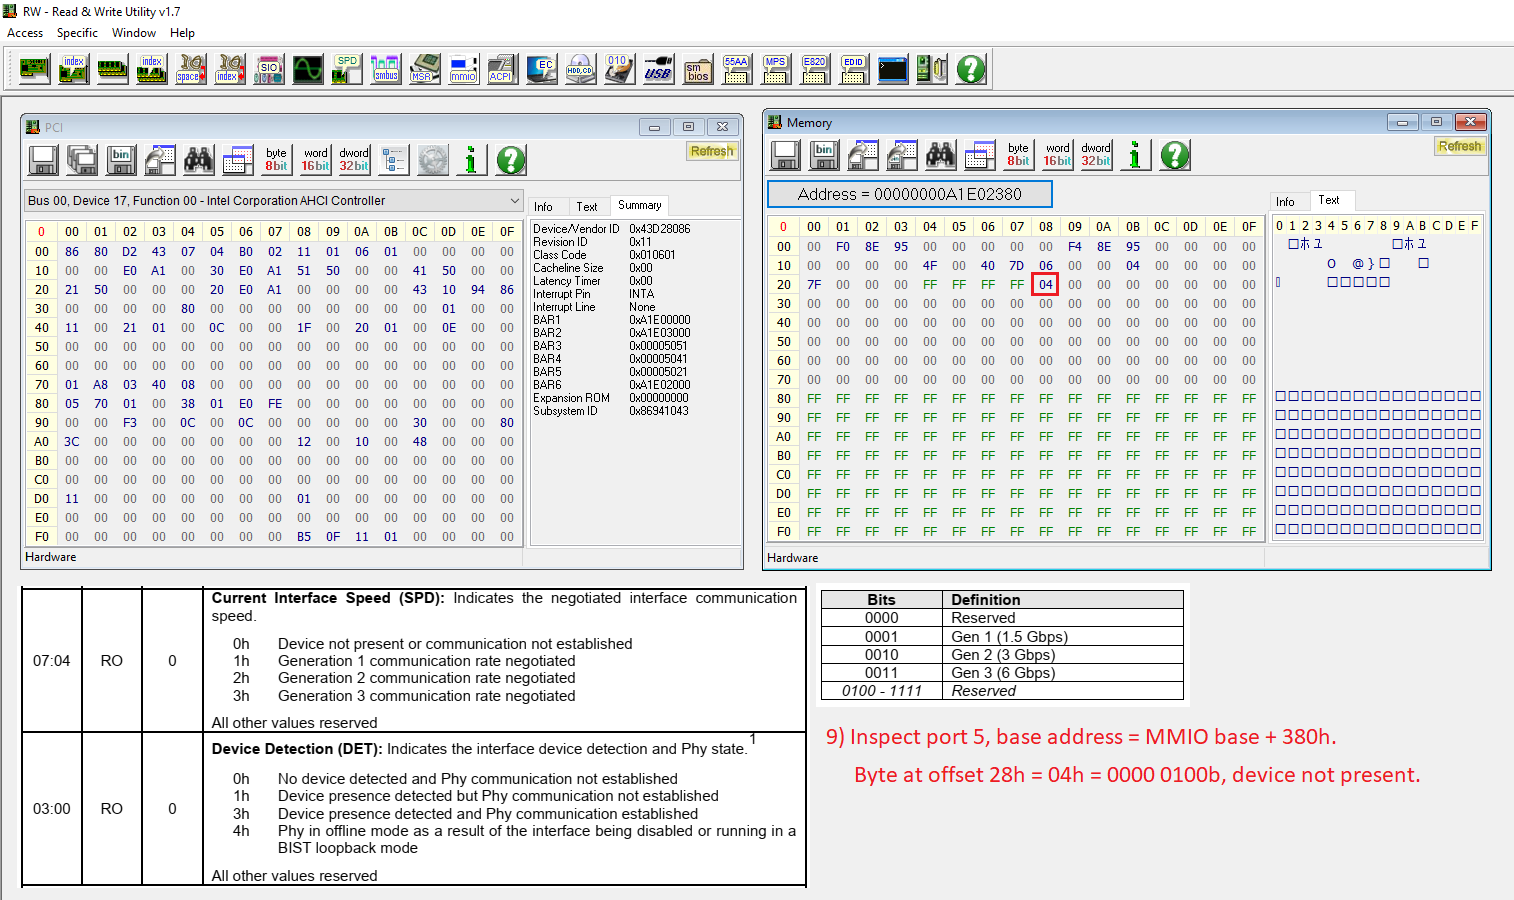 RW - Read & Write Utility v1.7
Access Specific Window Help
index index space index SIO SPD smbus MSR mmio ACPI EC HDD,CD 010 USB sm bios 55AA MPS E820 EDID
PCI
bin byte 8bit word 16bit dword 32bit Refresh
Bus 00, Device 17, Function 00 - Intel Corporation AHCI Controller
Info Text Summary
0 00 01 02 03 04 05 06 07 08 09 0A 0B 0C 0D 0E 0F
00 86 80 D2 43 07 04 B0 02 11 01 06 01 00 00 00 00
10 00 00 E0 A1 00 30 E0 A1 51 50 00 00 41 50 00 00
20 21 50 00 00 00 20 E0 A1 00 00 00 00 43 10 94 86
30 00 00 00 00 80 00 00 00 00 00 00 00 00 01 00 00
40 11 00 21 01 00 0C 00 00 1F 00 20 01 00 0E 00 00
50 00 00 00 00 00 00 00 00 00 00 00 00 00 00 00 00
60 00 00 00 00 00 00 00 00 00 00 00 00 00 00 00 00
70 01 A8 03 40 08 00 00 00 00 00 00 00 00 00 00 00
80 05 70 01 00 38 01 E0 FE 00 00 00 00 00 00 00 00
90 00 00 F3 00 0C 00 0C 00 00 00 00 00 30 00 00 80
A0 3C 00 00 00 00 00 00 00 12 00 10 00 48 00 00 00
B0 00 00 00 00 00 00 00 00 00 00 00 00 00 00 00 00
C0 00 00 00 00 00 00 00 00 00 00 00 00 00 00 00 00
D0 11 00 00 00 00 00 00 00 01 00 00 00 00 00 00 00
E0 00 00 00 00 00 00 00 00 00 00 00 00 00 00 00 00
F0 00 00 00 00 00 00 00 00 B5 0F 11 01 00 00 00 00
Device/Vendor ID 0x43D28086
Revision ID 0x11
Class Code 0x010601
Cacheline Size 0x00
Latency Timer 0x00
Interrupt Pin INTA
Interrupt Line None
BAR1 0xA1E00000
BAR2 0xA1E03000
BAR3 0x00005051
BAR4 0x00005041
BAR5 0x00005021
BAR6 0xA1E02000
Expansion ROM 0x00000000
Subsystem ID 0x86941043
Hardware
Memory
bin byte 8bit word 16bit dword 32bit Refresh
Address = 00000000A1E02380
Info Text
0 00 01 02 03 04 05 06 07 08 09 0A 0B 0C 0D 0E 0F
00 00 F0 8E 95 00 00 00 00 00 F4 8E 95 00 00 00 00
10 00 00 00 00 4F 00 40 7D 06 00 00 04 00 00 00 00
20 7F 00 00 00 FF FF FF FF 04 00 00 00 00 00 00 00
30 00 00 00 00 00 00 00 00 00 00 00 00 00 00 00 00
40 00 00 00 00 00 00 00 00 00 00 00 00 00 00 00 00
50 00 00 00 00 00 00 00 00 00 00 00 00 00 00 00 00
60 00 00 00 00 00 00 00 00 00 00 00 00 00 00 00 00
70 00 00 00 00 00 00 00 00 00 00 00 00 00 00 00 00
80 FF FF FF FF FF FF FF FF FF FF FF FF FF FF FF FF
90 FF FF FF FF FF FF FF FF FF FF FF FF FF FF FF FF
A0 FF FF FF FF FF FF FF FF FF FF FF FF FF FF FF FF
B0 FF FF FF FF FF FF FF FF FF FF FF FF FF FF FF FF
C0 FF FF FF FF FF FF FF FF FF FF FF FF FF FF FF FF
D0 FF FF FF FF FF FF FF FF FF FF FF FF FF FF FF FF
E0 FF FF FF FF FF FF FF FF FF FF FF FF FF FF FF FF
F0 FF FF FF FF FF FF FF FF FF FF FF FF FF FF FF FF
0 1 2 3 4 5 6 7 8 9 A B C D E F
ホユ ホユ
O @}
Hardware
07:04 RO 0
Current Interface Speed (SPD): Indicates the negotiated interface communication
speed.
0h Device not present or communication not established
1h Generation 1 communication rate negotiated
2h Generation 2 communication rate negotiated
3h Generation 3 communication rate negotiated
All other values reserved
03:00 RO 0
Device Detection (DET): Indicates the interface device detection and Phy state.1
0h No device detected and Phy communication not established
1h Device presence detected but Phy communication not established
3h Device presence detected and Phy communication established
4h Phy in offline mode as a result of the interface being disabled or running in a
BIST loopback mode
All other values reserved
Bits Definition
0000 Reserved
0001 Gen 1 (1.5 Gbps)
0010 Gen 2 (3 Gbps)
0011 Gen 3 (6 Gbps)
0100 - 1111 Reserved
9) Inspect port 5, base address = MMIO base + 380h.
Byte at offset 28h = 04h = 0000 0100b, device not present.